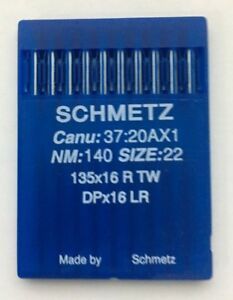 SCHMETZ
Canu: 37:20AX1
NM:140 SIZE:22
135x16 R TW
DPx16 LR
Made by Schmetz